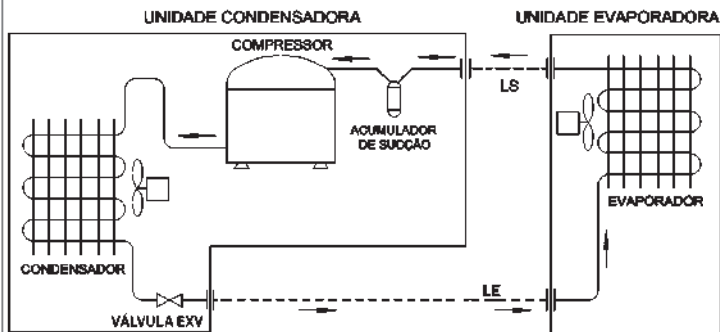 UNIDADE CONDENSADORA
UNIDADE EVAPORADORA
COMPRESSOR
LS
ACUMULADOR
DE SUCÇÃO
EVAPORADOR
CONDENSADOR
LE
VÁLVULA EXV